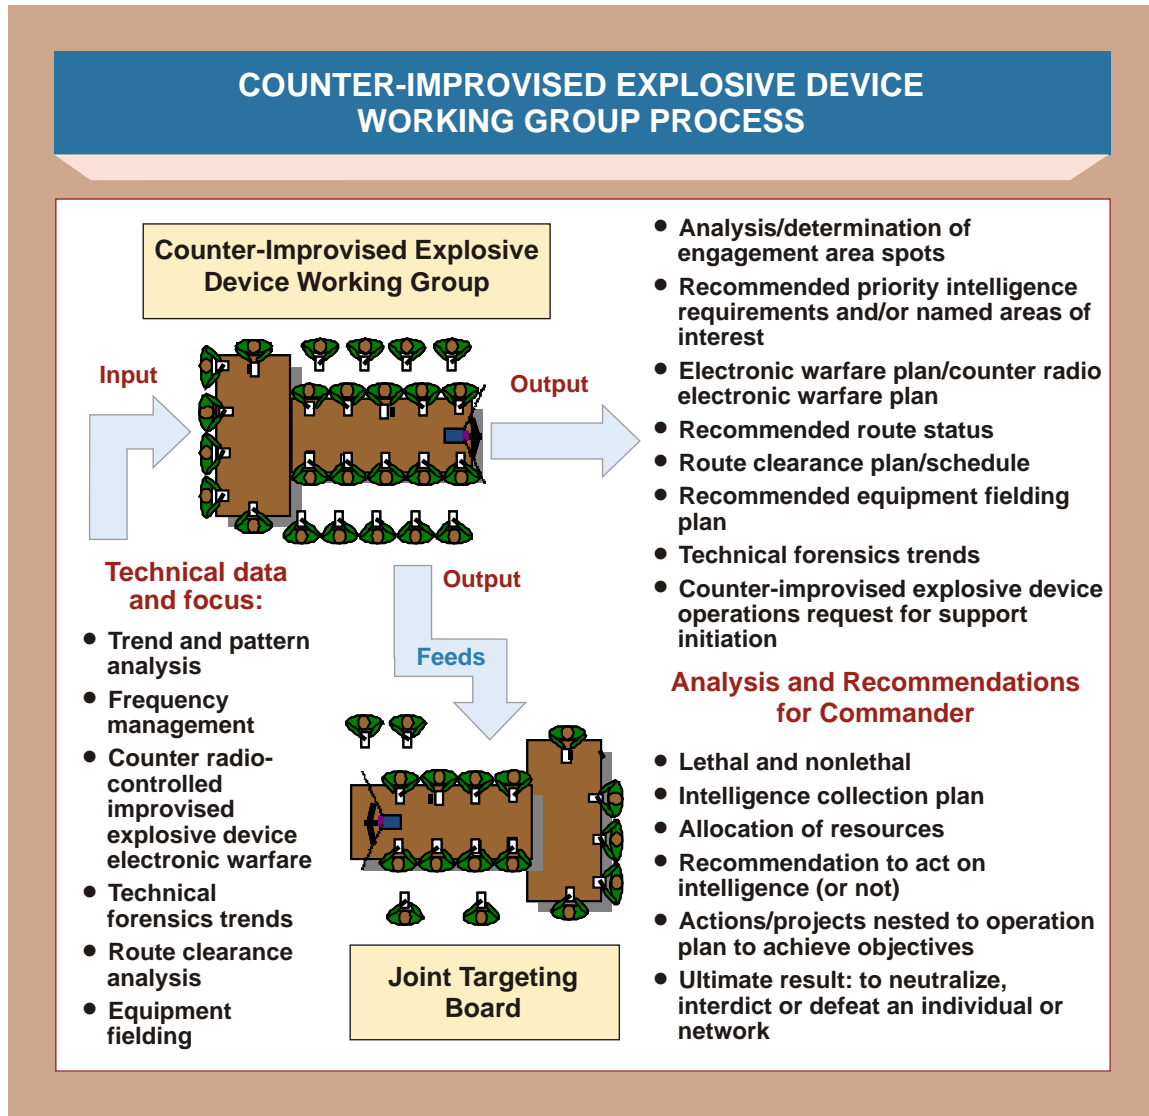 COUNTER-IMPROVISED EXPLOSIVE DEVICE
WORKING GROUP PROCESS
Counter-Improvised Explosive
Device Working Group
Input
Output
Technical data
and focus:
• Trend and pattern
analysis
• Frequency
management
• Counter radio-
controlled
improvised
explosive device
electronic warfare
• Technical
forensics trends
• Route clearance
analysis
• Equipment
fielding
Output
Feeds
Joint Targeting
Board
• Analysis/determination of
engagement area spots
• Recommended priority intelligence
requirements and/or named areas of
interest
• Electronic warfare plan/counter radio
electronic warfare plan
• Recommended route status
• Route clearance plan/schedule
• Recommended equipment fielding
plan
• Technical forensics trends
• Counter-improvised explosive device
operations request for support
initiation
Analysis and Recommendations
for Commander
• Lethal and nonlethal
• Intelligence collection plan
• Allocation of resources
• Recommendation to act on
intelligence (or not)
• Actions/projects nested to operation
plan to achieve objectives
• Ultimate result: to neutralize,
interdict or defeat an individual or
network